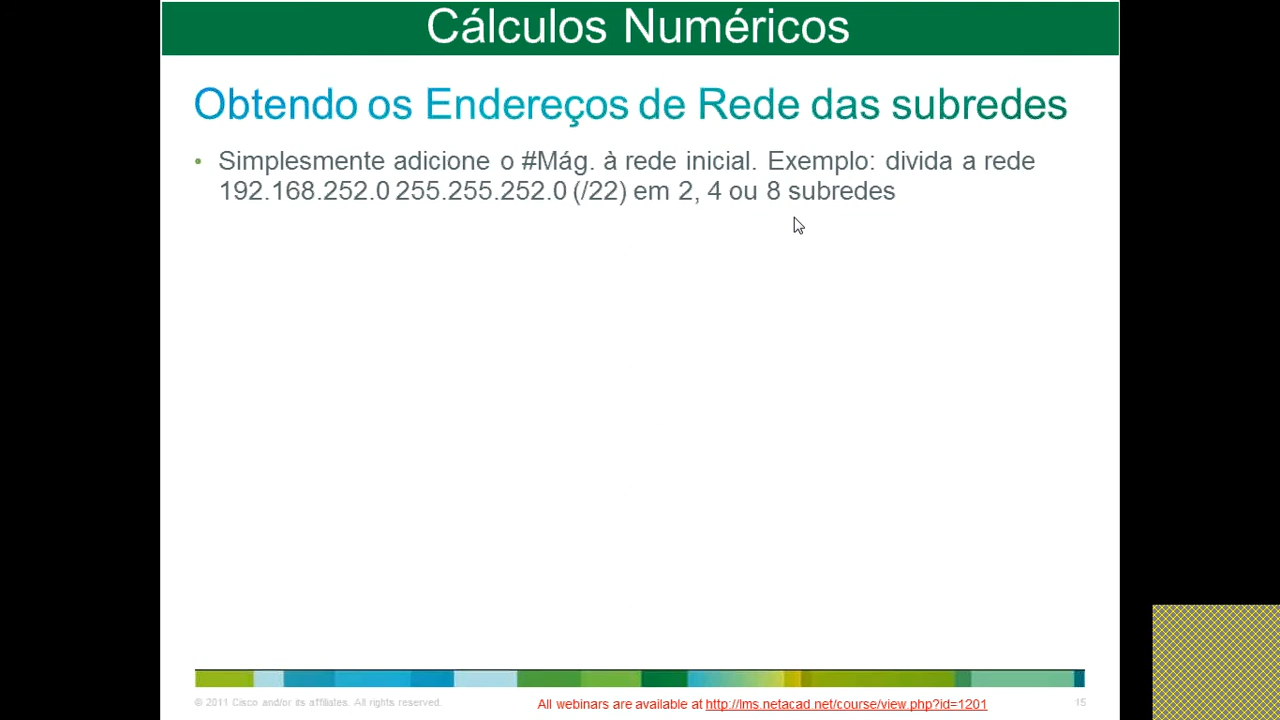 Cálculos Numéricos
Obtendo os Endereços de Rede das subredes
• Simplesmente adicione o #Mág. à rede inicial. Exemplo: divida a rede
192.168.252.0 255.255.252.0 (/22) em 2, 4 ou 8 subredes
© 2011 Cisco and/or its affiliates. All rights reserved.
All webinars are available at http://lms.netacad.net/course/view.php?id=1201
15